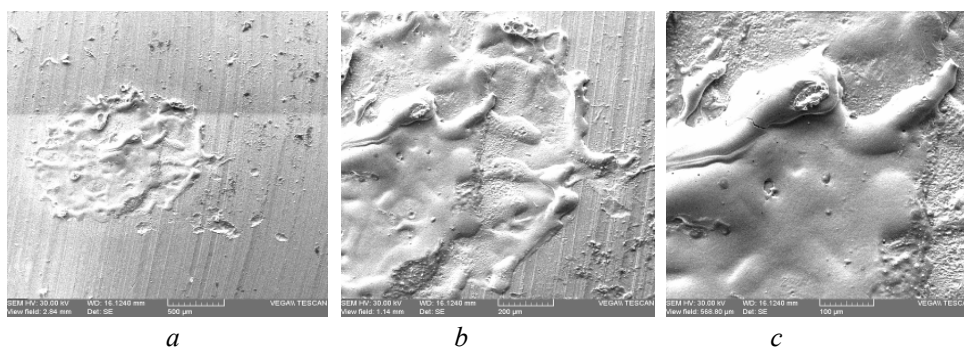 SEM HV: 30.00 kV WD: 16.1240 mm VEGA\\ TESCAN
View field: 2.84 mm Det: SE 500 µm
SEM HV: 30.00 kV WD: 16.1240 mm VEGA\\ TESCAN
View field: 1.14 mm Det: SE 200 µm
SEM HV: 30.00 kV WD: 16.1240 mm VEGA\\ TESCAN
View field: 568.80 µm Det: SE 100 µm
a b c